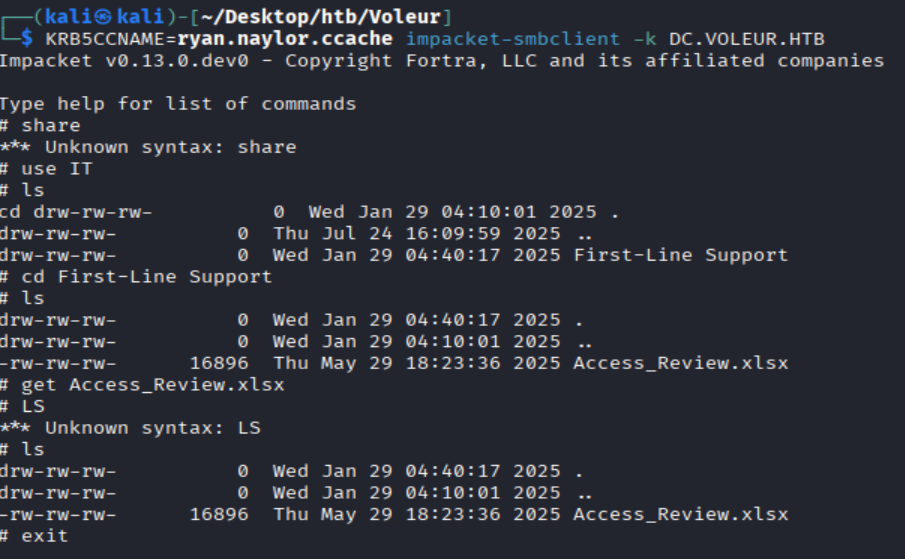 ┌──(kali㉿kali)-[~/Desktop/htb/Voleur]
└─$ KRB5CCNAME=ryan.naylor.ccache impacket-smbclient -k DC.VOLEUR.HTB
Impacket v0.13.0.dev0 - Copyright Fortra, LLC and its affiliated companies

Type help for list of commands
# share
*** Unknown syntax: share
# use IT
# ls
cd drw-rw-rw-          0  Wed Jan 29 04:10:01 2025 .
drw-rw-rw-          0  Thu Jul 24 16:09:59 2025 ..
drw-rw-rw-          0  Wed Jan 29 04:40:17 2025 First-Line Support
# cd First-Line Support
# ls
drw-rw-rw-          0  Wed Jan 29 04:40:17 2025 .
drw-rw-rw-          0  Wed Jan 29 04:10:01 2025 ..
-rw-rw-rw-      16896  Thu May 29 18:23:36 2025 Access_Review.xlsx
# get Access_Review.xlsx
# LS
*** Unknown syntax: LS
# ls
drw-rw-rw-          0  Wed Jan 29 04:40:17 2025 .
drw-rw-rw-          0  Wed Jan 29 04:10:01 2025 ..
-rw-rw-rw-      16896  Thu May 29 18:23:36 2025 Access_Review.xlsx
# exit